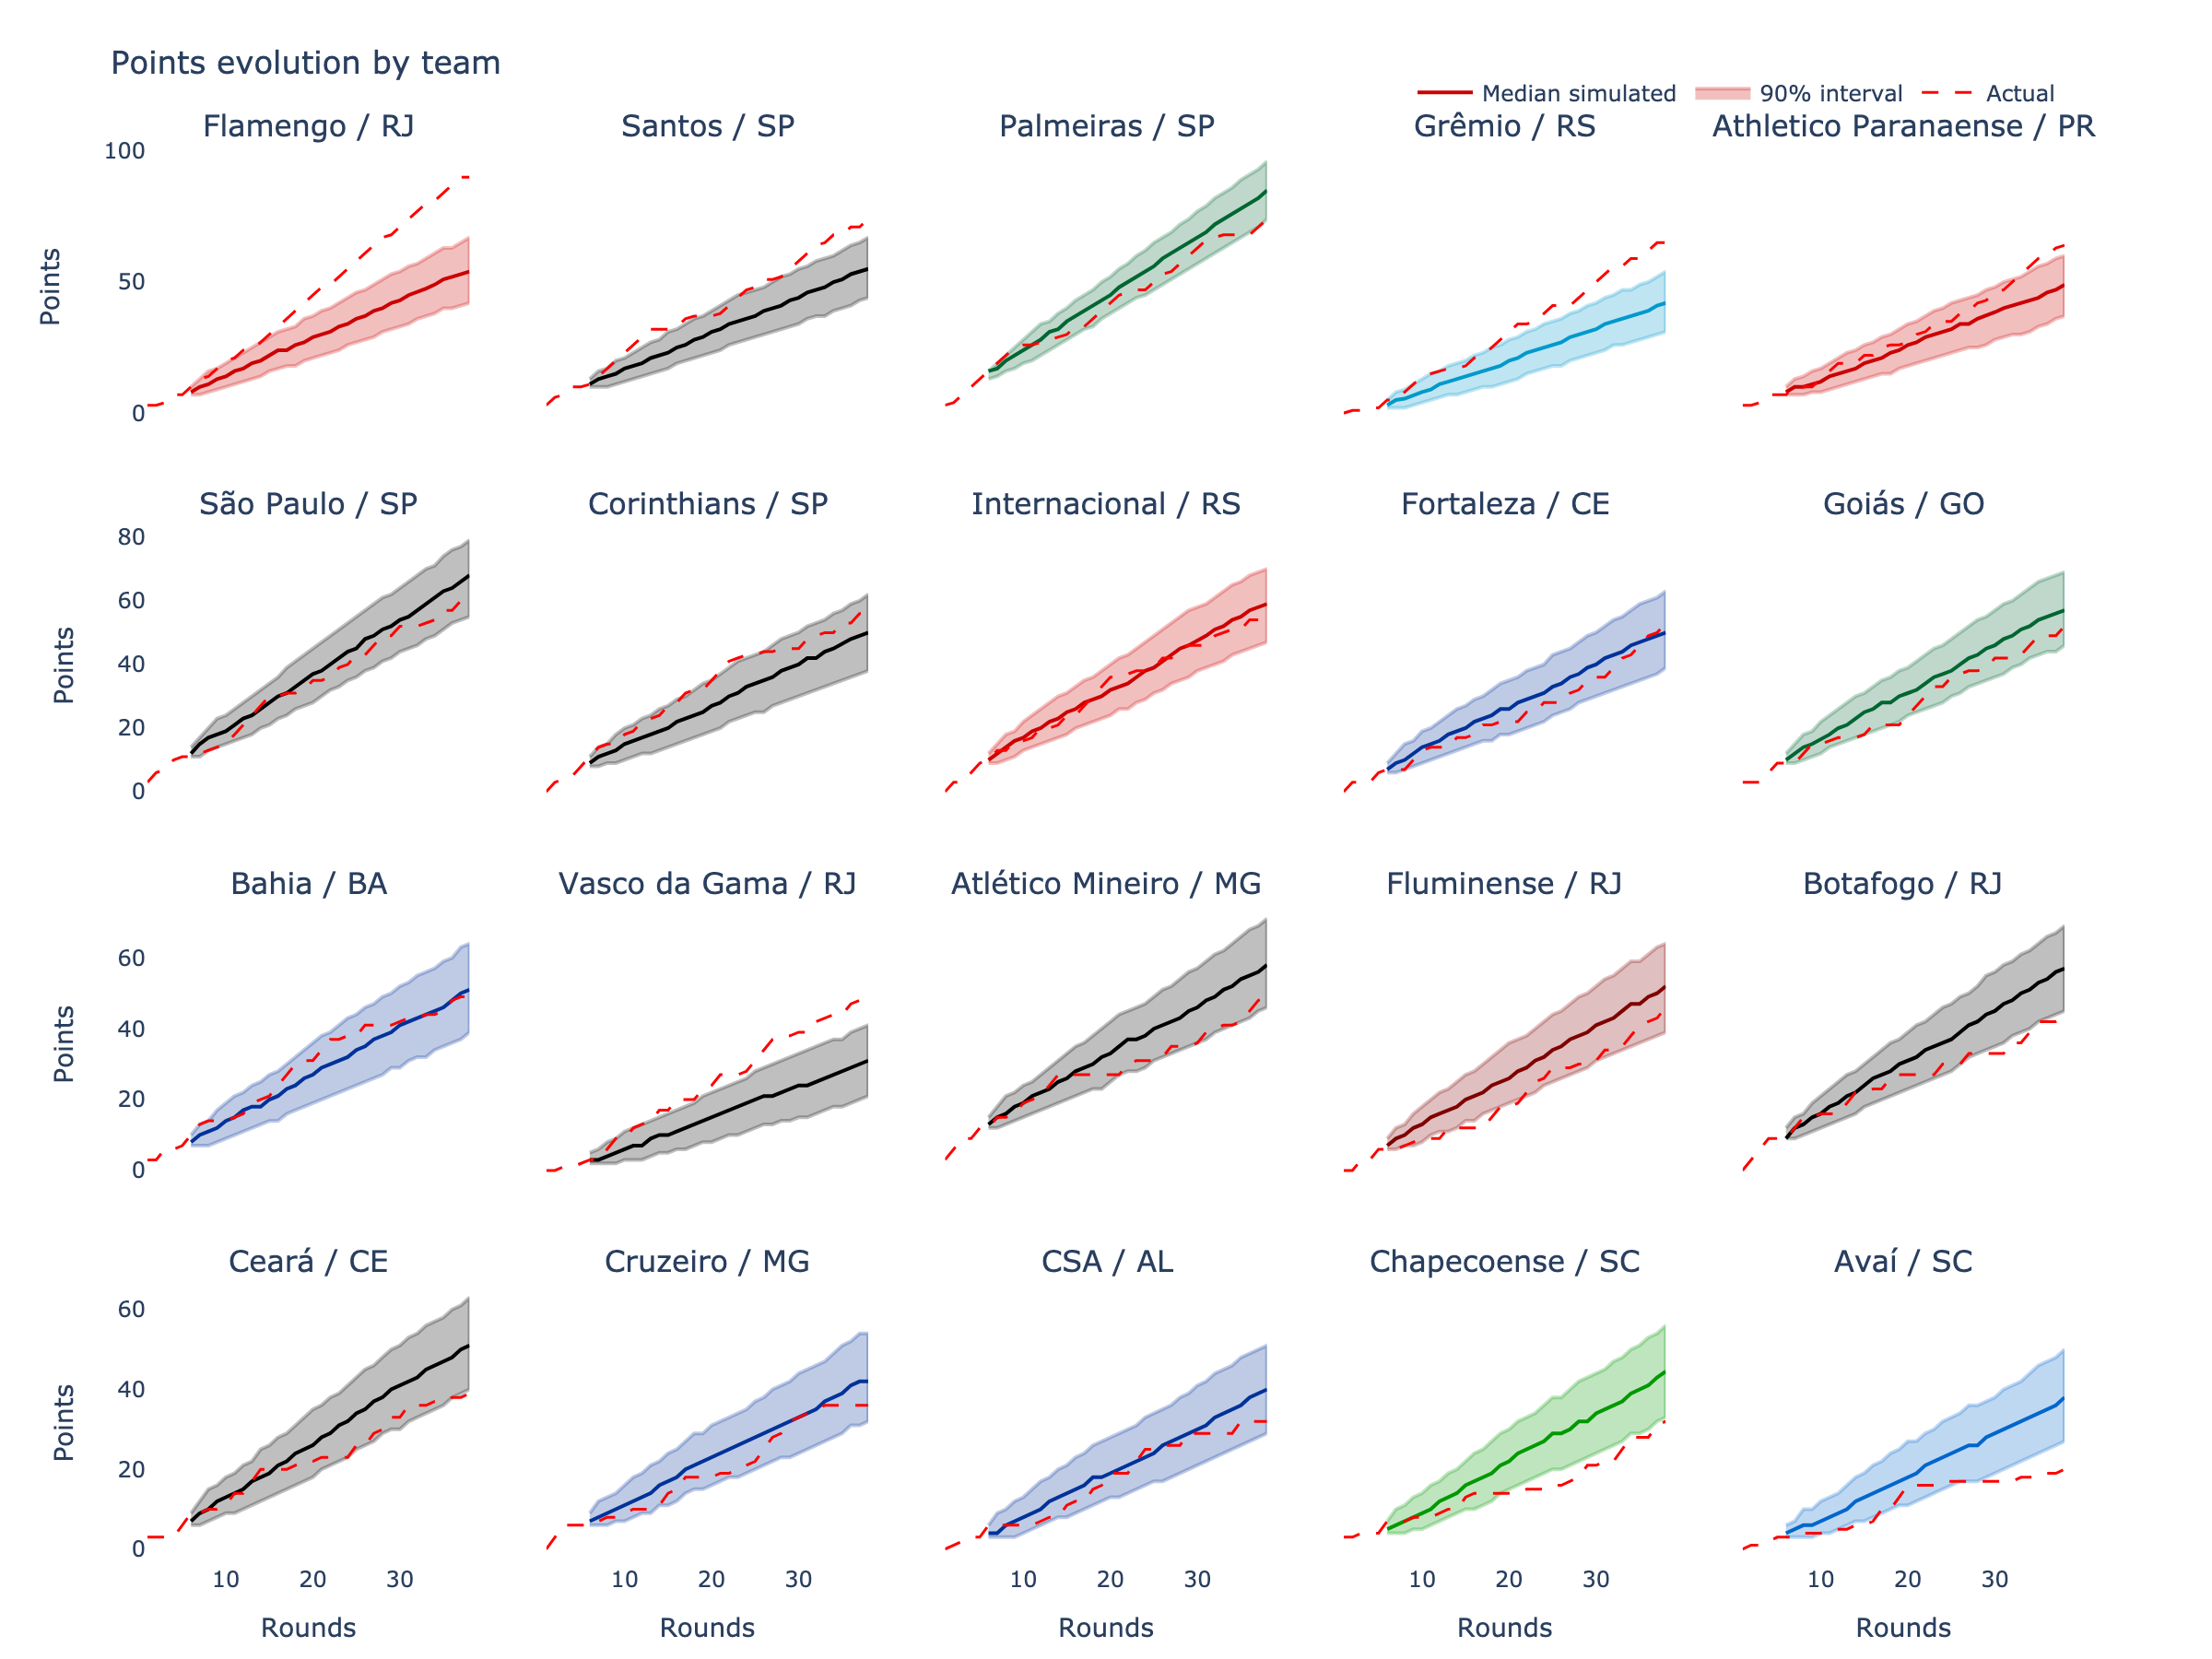 Points evolution by team
Median simulated 90% interval Actual
Flamengo / RJ Santos / SP Palmeiras / SP Grêmio / RS Athletico Paranaense / PR
100
50
0
Points
São Paulo / SP Corinthians / SP Internacional / RS Fortaleza / CE Goiás / GO
80
60
40
20
0
Points
Bahia / BA Vasco da Gama / RJ Atlético Mineiro / MG Fluminense / RJ Botafogo / RJ
60
40
20
0
Points
Ceará / CE Cruzeiro / MG CSA / AL Chapecoense / SC Avaí / SC
60
40
20
0
Points
10 20 30 10 20 30 10 20 30 10 20 30 10 20 30
Rounds Rounds Rounds Rounds Rounds